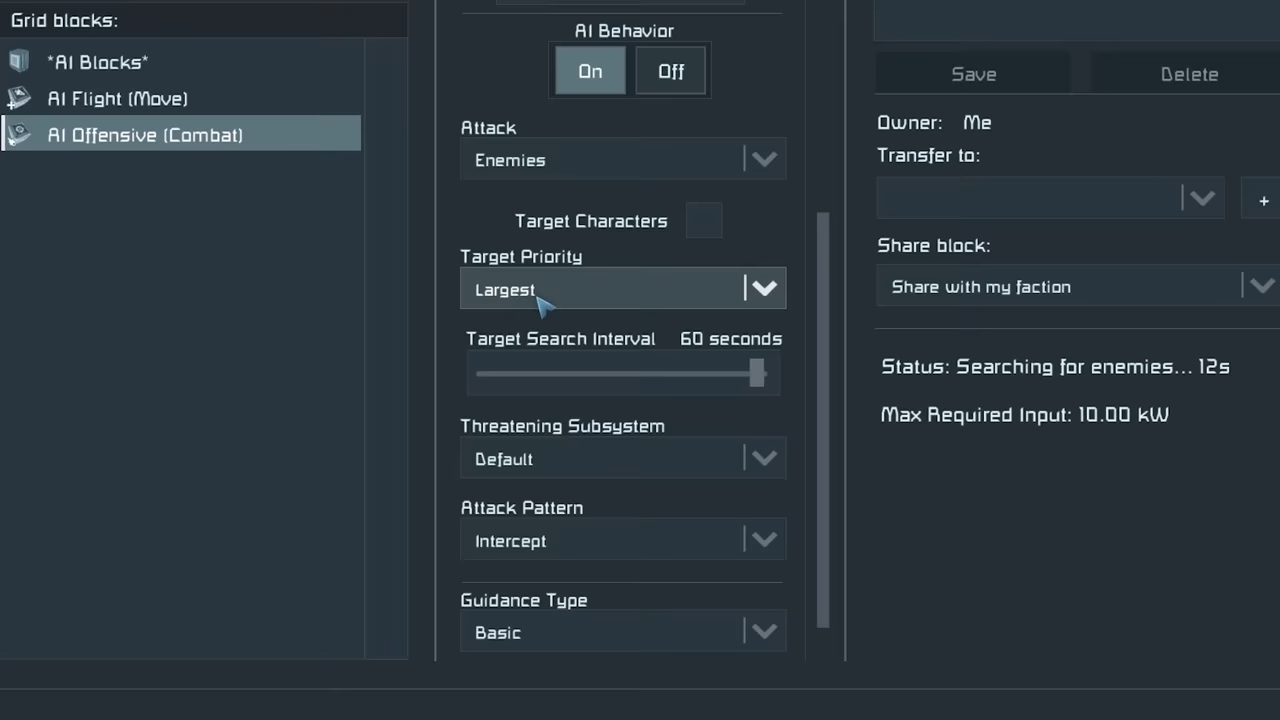 Grid blocks:
*AI Blocks*
AI Flight (Move)
AI Offensive (Combat)
AI Behavior
On Off
Attack
Enemies
Target Characters
Target Priority
Largest
Target Search Interval 60 seconds
Threatening Subsystem
Default
Attack Pattern
Intercept
Guidance Type
Basic
Save Delete
Owner: Me
Transfer to:
+
Share block:
Share with my faction
Status: Searching for enemies... 12s
Max Required Input: 10.00 kW